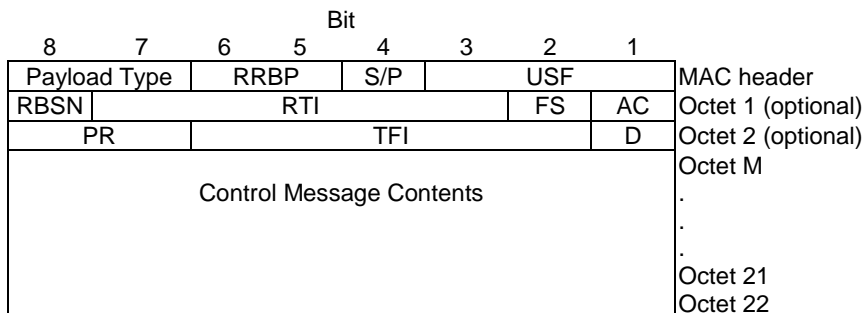 Bit
8 7 6 5 4 3 2 1
Payload Type RRBP S/P USF MAC header
RBSN RTI FS AC Octet 1 (optional)
PR TFI D Octet 2 (optional)
Octet M
Control Message Contents .
.
.
Octet 21
Octet 22